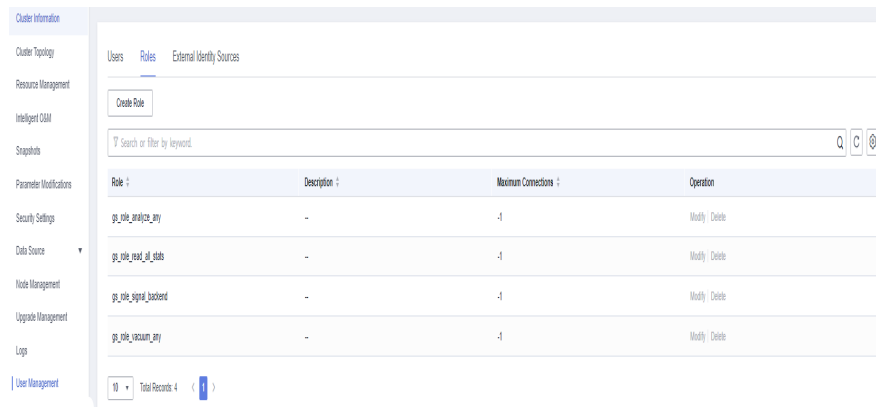 Cluster Information
Cluster Topology
Resource Management
Intelligent O&M
Snapshots
Parameter Modifications
Security Settings
Data Source
Node Management
Upgrade Management
Logs
User Management
Users Roles External Identity Sources
Create Role
Search or filter by keyword.
Role Description Maximum Connections Operation
gs_role_analyze_any -- -1 Modify Delete
gs_role_read_all_stats -- -1 Modify Delete
gs_role_signal_backend -- -1 Modify Delete
gs_role_vacuum_any -- -1 Modify Delete
10 Total Records: 4 < 1 >